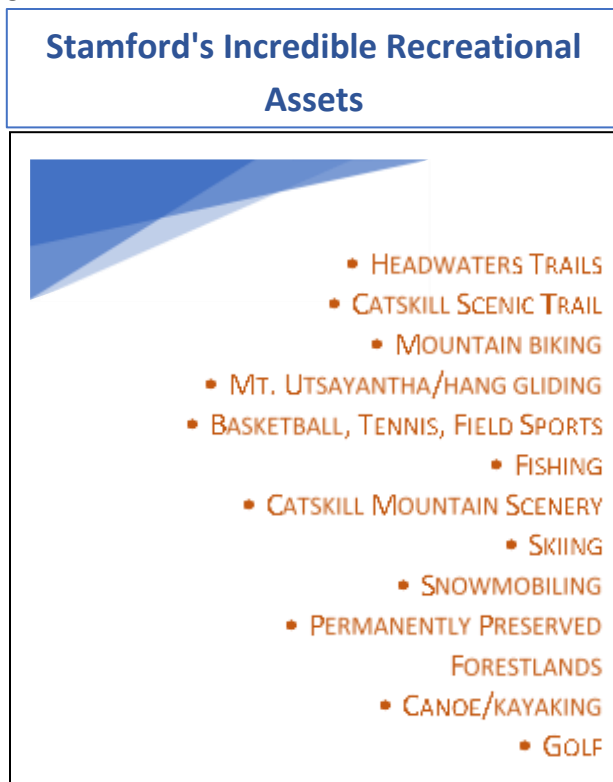 Stamford's Incredible Recreational
Assets
• HEADWATERS TRAILS
• CATSKILL SCENIC TRAIL
• MOUNTAIN BIKING
• MT. UTSAYANTHA/HANG GLIDING
• BASKETBALL, TENNIS, FIELD SPORTS
• FISHING
• CATSKILL MOUNTAIN SCENERY
• SKIING
• SNOWMOBILING
• PERMANENTLY PRESERVED
FORESTLANDS
• CANOE/KAYAKING
• GOLF